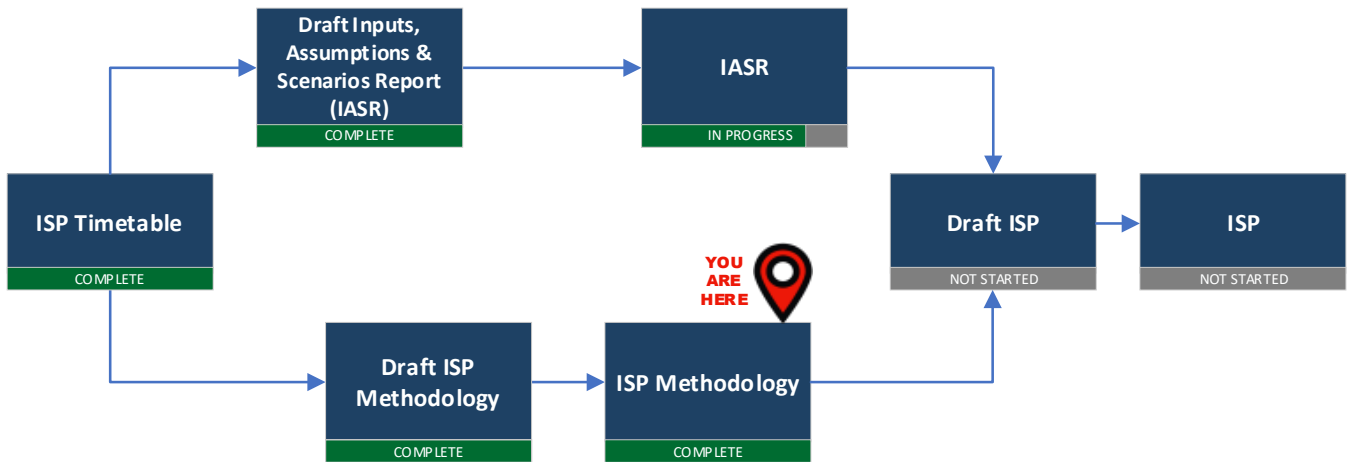 Draft Inputs,
Assumptions &
Scenarios Report
(IASR)
COMPLETE
IASR
IN PROGRESS
ISP Timetable
COMPLETE
Draft ISP
NOT STARTED
ISP
NOT STARTED
YOU
ARE
HERE
Draft ISP
Methodology
COMPLETE
ISP Methodology
COMPLETE